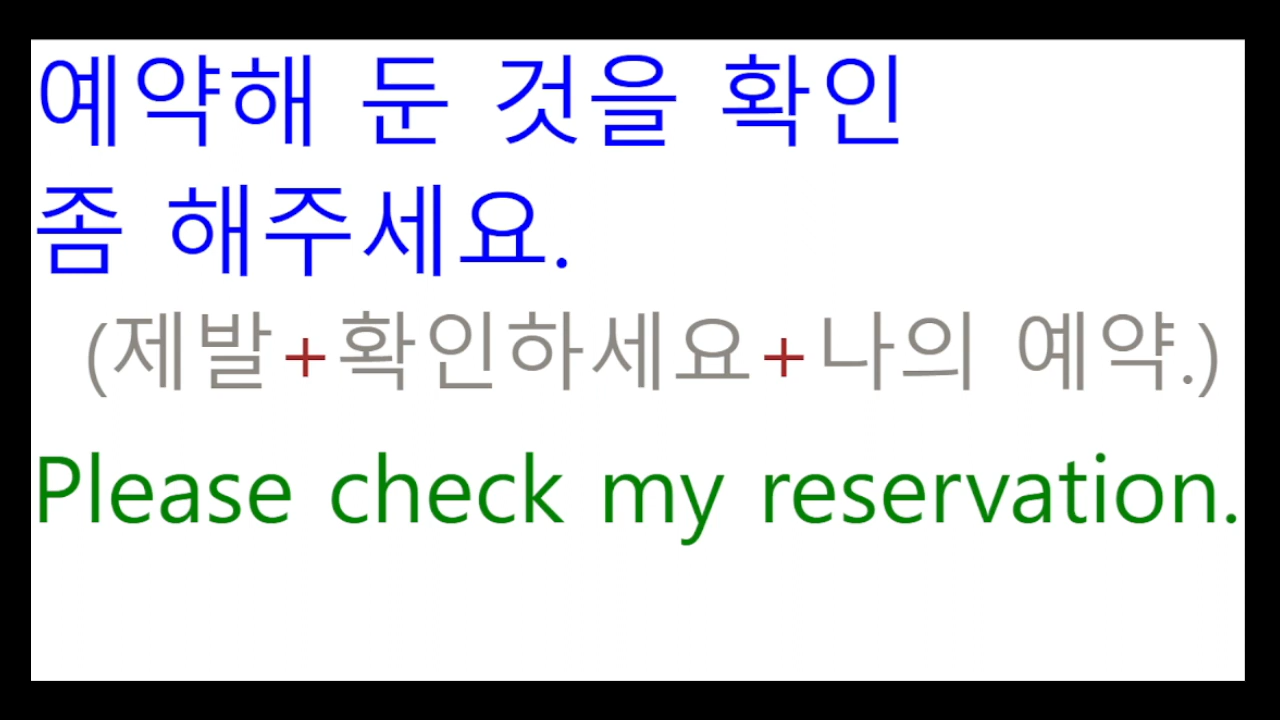 예약해 둔 것을 확인
좀 해주세요.
(제발+확인하세요+나의 예약.)
Please check my reservation.